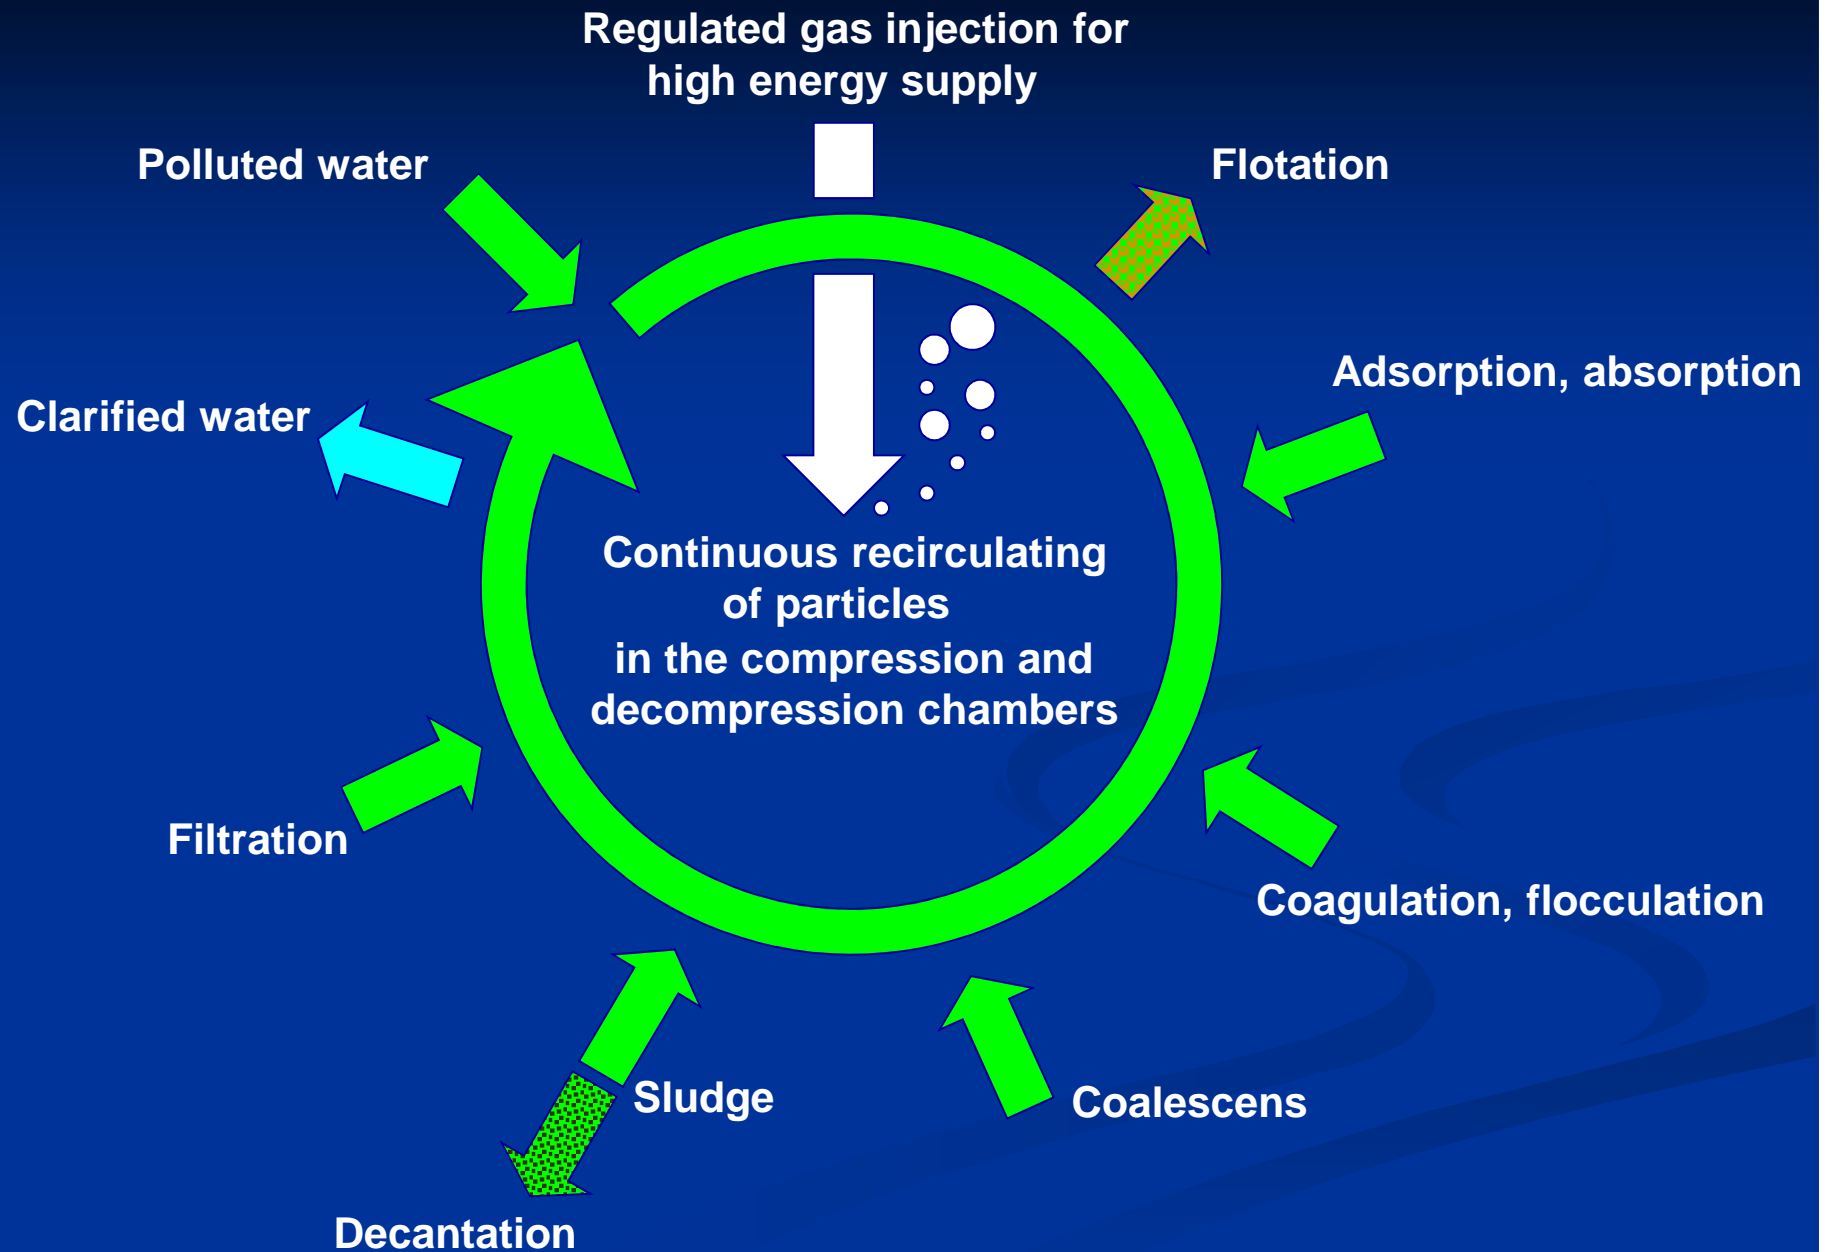 Regulated gas injection for
high energy supply
Polluted water
Flotation
Adsorption, absorption
Clarified water
Continuous recirculating
of particles
in the compression and
decompression chambers
Filtration
Coagulation, flocculation
Sludge
Coalescens
Decantation